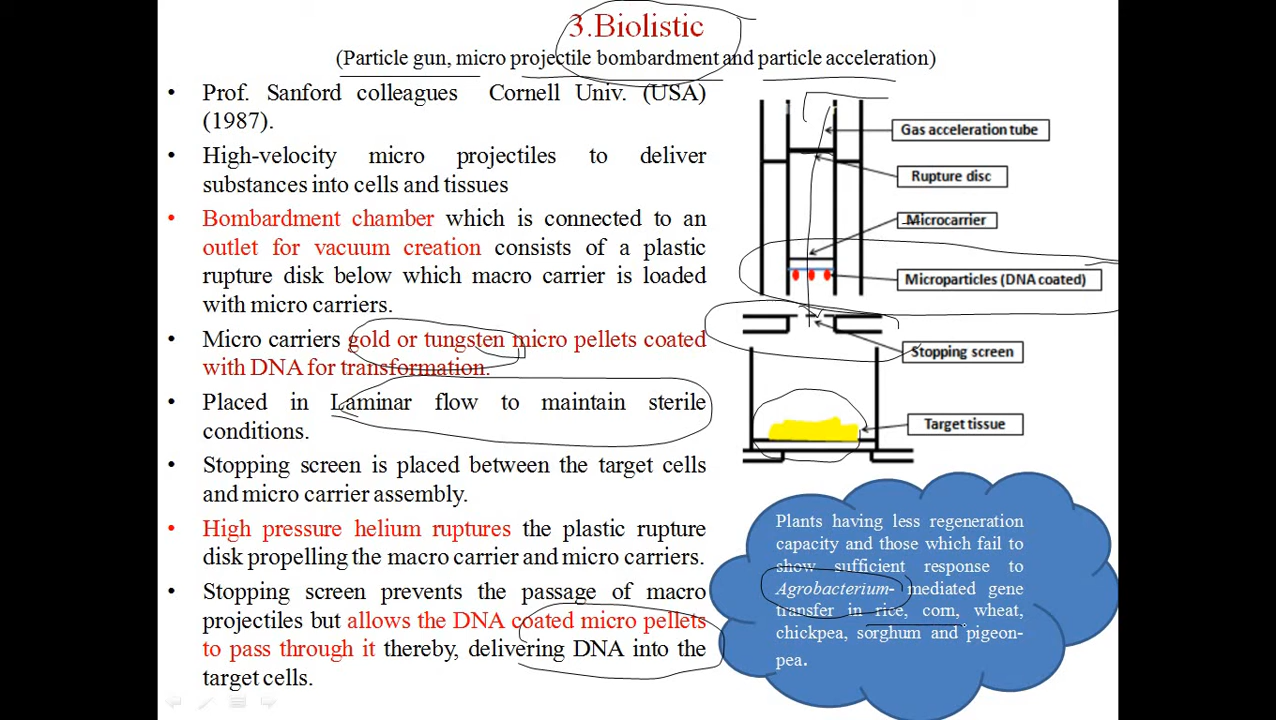 3.Biolistic
(Particle gun, micro projectile bombardment and particle acceleration)
• Prof. Sanford colleagues Cornell Univ. (USA)
(1987).
• High-velocity micro projectiles to deliver
substances into cells and tissues
• Bombardment chamber which is connected to an
outlet for vacuum creation consists of a plastic
rupture disk below which macro carrier is loaded
with micro carriers.
• Micro carriers gold or tungsten micro pellets coated
with DNA for transformation.
• Placed in Laminar flow to maintain sterile
conditions.
• Stopping screen is placed between the target cells
and micro carrier assembly.
• High pressure helium ruptures the plastic rupture
disk propelling the macro carrier and micro carriers.
• Stopping screen prevents the passage of macro
projectiles but allows the DNA coated micro pellets
to pass through it thereby, delivering DNA into the
target cells.
Gas acceleration tube
Rupture disc
Microcarrier
Microparticles (DNA coated)
Stopping screen
Target tissue
Plants having less regeneration
capacity and those which fail to
show sufficient response to
Agrobacterium- mediated gene
transfer in rice, corn, wheat,
chickpea, sorghum and pigeon-
pea.